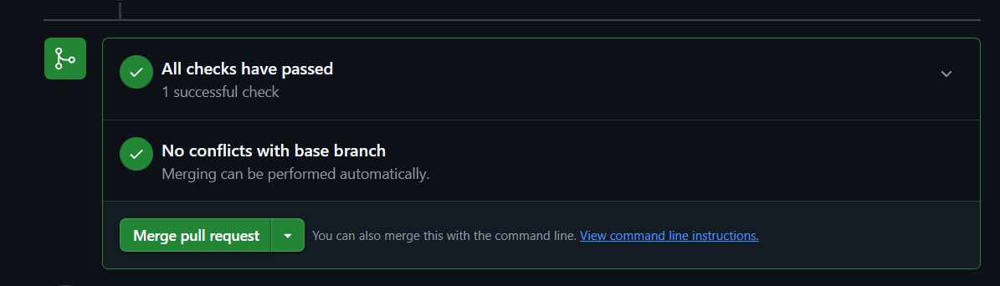 All checks have passed
1 successful check
No conflicts with base branch
Merging can be performed automatically.
Merge pull request
You can also merge this with the command line. View command line instructions.